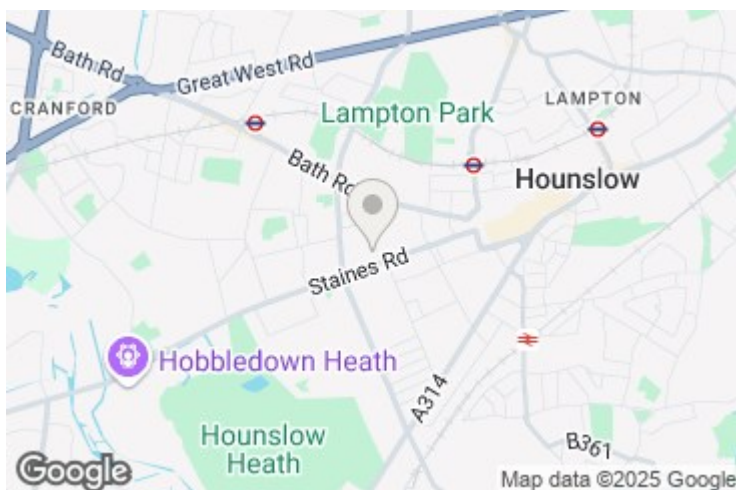 Bath Rd
Great West Rd
CRANFORD
Lampton Park
LAMPTON
Bath Rd
Hounslow
Staines Rd
Hobbledown Heath
A314
Hounslow
Heath
B361
Google
Map data ©2025 Google